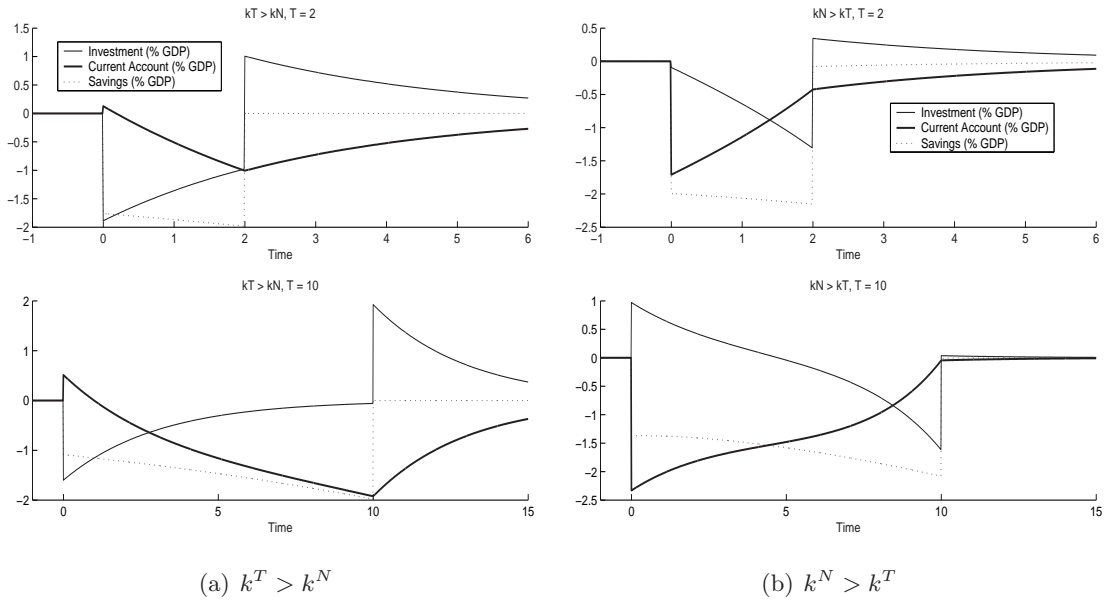 kT > kN, T = 2
1.5
1
0.5
0
−0.5
−1
−1.5
−2
Investment (% GDP)
Current Account (% GDP)
Savings (% GDP)
−1 0 1 2 3 4 5 6
Time
kN > kT, T = 2
0.5
0
−0.5
−1
−1.5
−2
−2.5
Investment (% GDP)
Current Account (% GDP)
Savings (% GDP)
−1 0 1 2 3 4 5 6
Time
kT > kN, T = 10
2
1
0
−1
−2
0 5 10 15
Time
kN > kT, T = 10
1
0.5
0
−0.5
−1
−1.5
−2
−2.5
0 5 10 15
Time
(a) k^T > k^N
(b) k^N > k^T